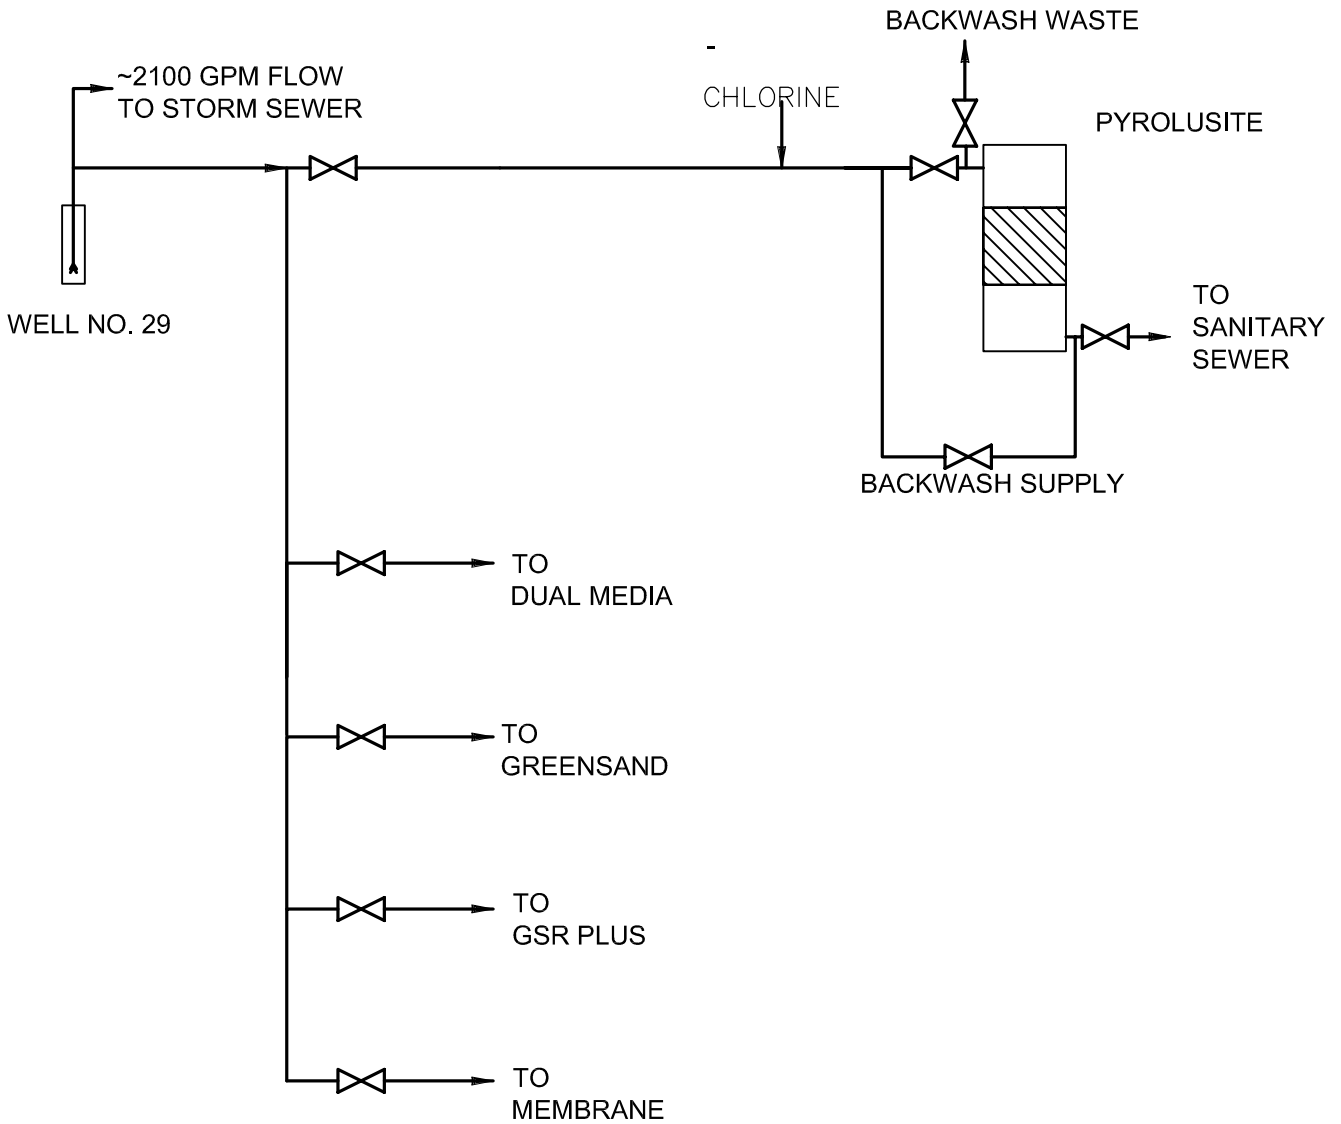 BACKWASH WASTE
~2100 GPM FLOW
TO STORM SEWER
-
CHLORINE
PYROLUSITE
WELL NO. 29
TO
SANITARY
SEWER
BACKWASH SUPPLY
TO
DUAL MEDIA
TO
GREENSAND
TO
GSR PLUS
TO
MEMBRANE